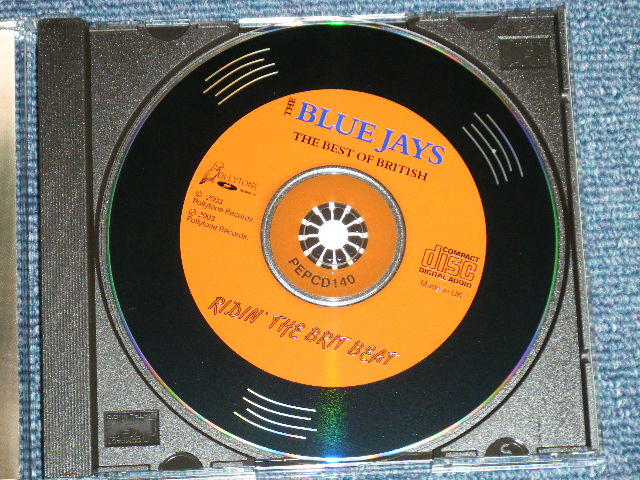 THE BLUE JAYS
THE BEST OF BRITISH
POLLYTONE
℗ 2003
Pollytone Records.
© 2003
Pollytone Records.
COMPACT
disc
DIGITAL AUDIO
Made in UK
PEPCD140
RIDIN' THE BRIT BEAT